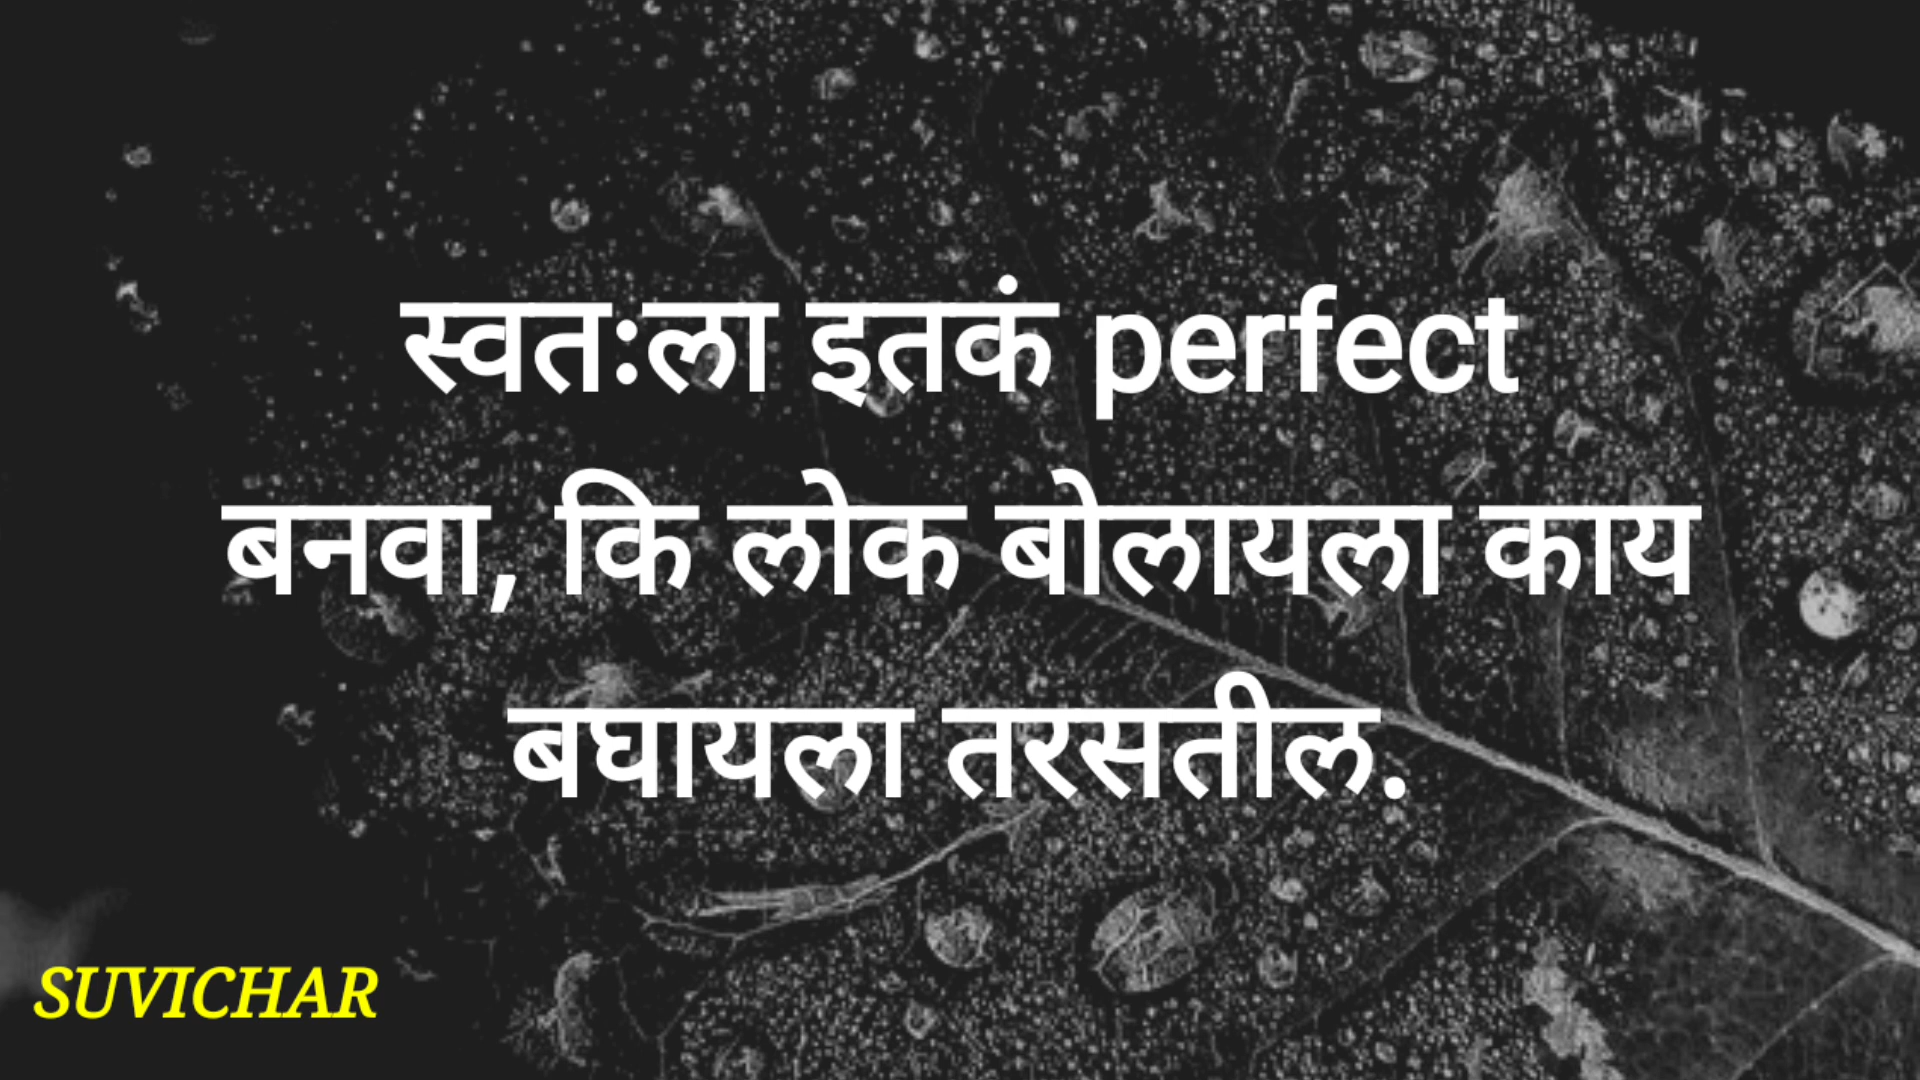 स्वतःला इतकं perfect
बनवा, कि लोक बोलायला काय
बघायला तरसतील.
SUVICHAR